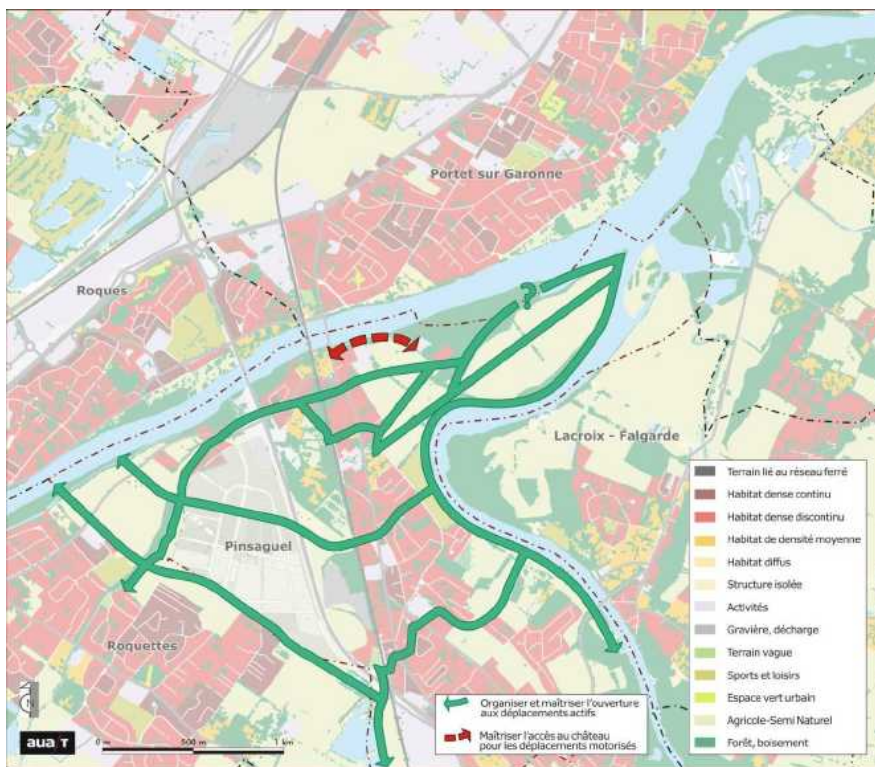 Portet sur Garonne
Roques
?
Lacroix - Falgarde
Pinsaguel
Roquettes
Terrain lié au réseau ferré
Habitat dense continu
Habitat dense discontinu
Habitat de densité moyenne
Habitat diffus
Structure isolée
Activités
Gravière, décharge
Terrain vague
Sports et loisirs
Espace vert urbain
Agricole-Semi Naturel
Forêt, boisement
Organiser et maîtriser l'ouverture
aux déplacements actifs
Maîtriser l'accès au château
pour les déplacements motorisés
N
aua/T
0 m 500 m 1 km